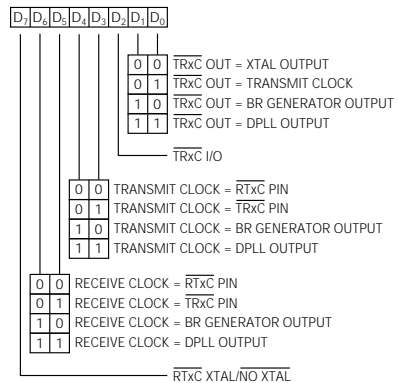 D7 D6 D5 D4 D3 D2 D1 D0
0 0 TRxC OUT = XTAL OUTPUT
0 1 TRxC OUT = TRANSMIT CLOCK
1 0 TRxC OUT = BR GENERATOR OUTPUT
1 1 TRxC OUT = DPLL OUTPUT
TRxC I/O
0 0 TRANSMIT CLOCK = RTxC PIN
0 1 TRANSMIT CLOCK = TRxC PIN
1 0 TRANSMIT CLOCK = BR GENERATOR OUTPUT
1 1 TRANSMIT CLOCK = DPLL OUTPUT
0 0 RECEIVE CLOCK = RTxC PIN
0 1 RECEIVE CLOCK = TRxC PIN
1 0 RECEIVE CLOCK = BR GENERATOR OUTPUT
1 1 RECEIVE CLOCK = DPLL OUTPUT
RTxC XTAL/NO XTAL